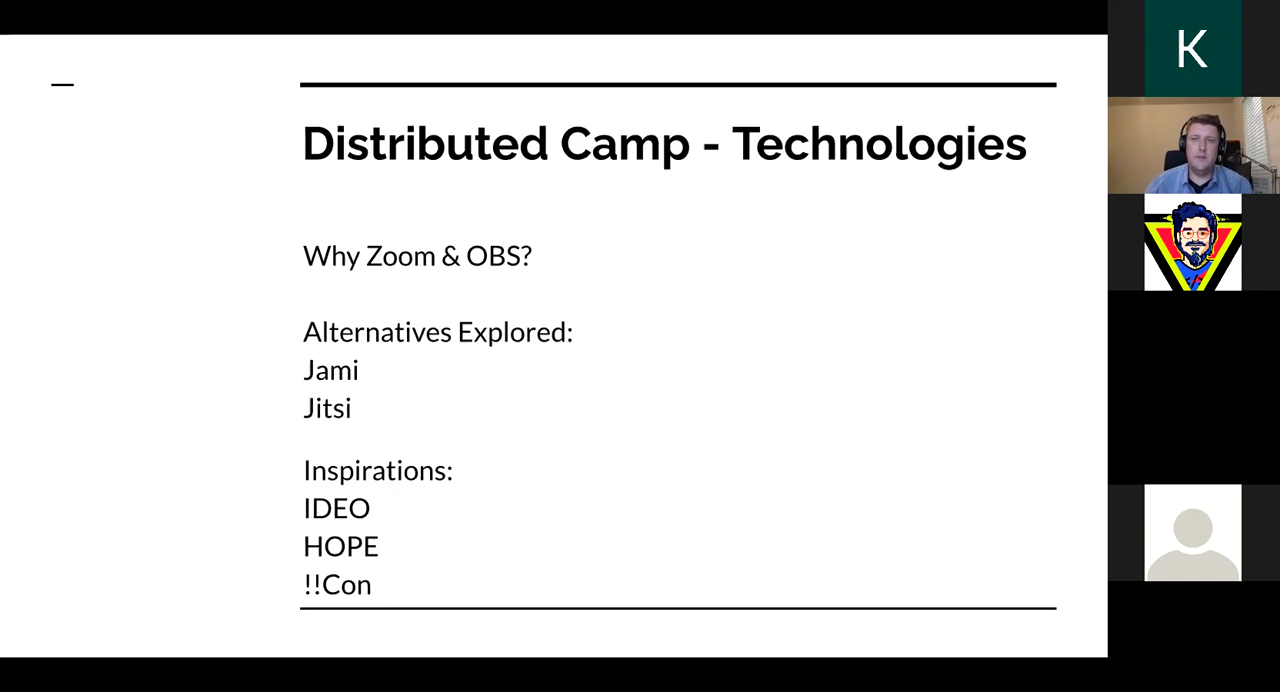 Distributed Camp - Technologies
Why Zoom & OBS?
Alternatives Explored:
Jami
Jitsi
Inspirations:
IDEO
HOPE
!!Con
K